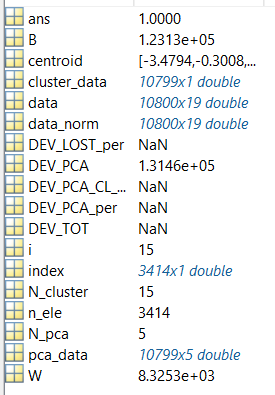 ans 1.0000
B 1.2313e+05
centroid [-3.4794,-0.3008,...
cluster_data 10799x1 double
data 10800x19 double
data_norm 10800x19 double
DEV_LOST_per NaN
DEV_PCA 1.3146e+05
DEV_PCA_CL_... NaN
DEV_PCA_per NaN
DEV_TOT NaN
i 15
index 3414x1 double
N_cluster 15
n_ele 3414
N_pca 5
pca_data 10799x5 double
W 8.3253e+03